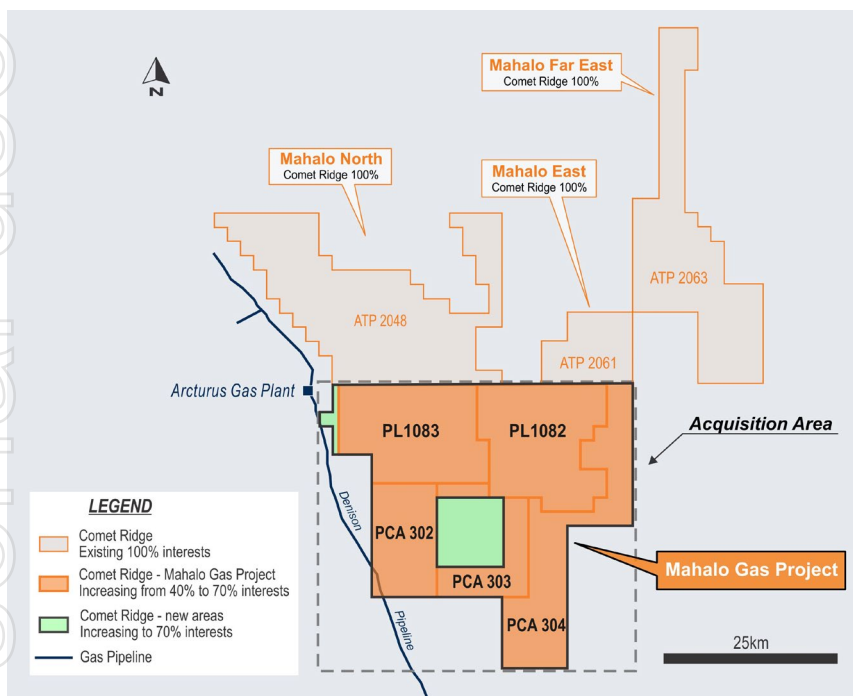 N
Mahalo Far East
Comet Ridge 100%
Mahalo North
Comet Ridge 100%
Mahalo East
Comet Ridge 100%
ATP 2063
ATP 2048
ATP 2061
Arcturus Gas Plant
PL1083
PL1082
Acquisition Area
Denison
Pipeline
PCA 302
PCA 303
PCA 304
Mahalo Gas Project
LEGEND
Comet Ridge
Existing 100% interests
Comet Ridge - Mahalo Gas Project
Increasing from 40% to 70% interests
Comet Ridge - new areas
Increasing to 70% interests
Gas Pipeline
25km